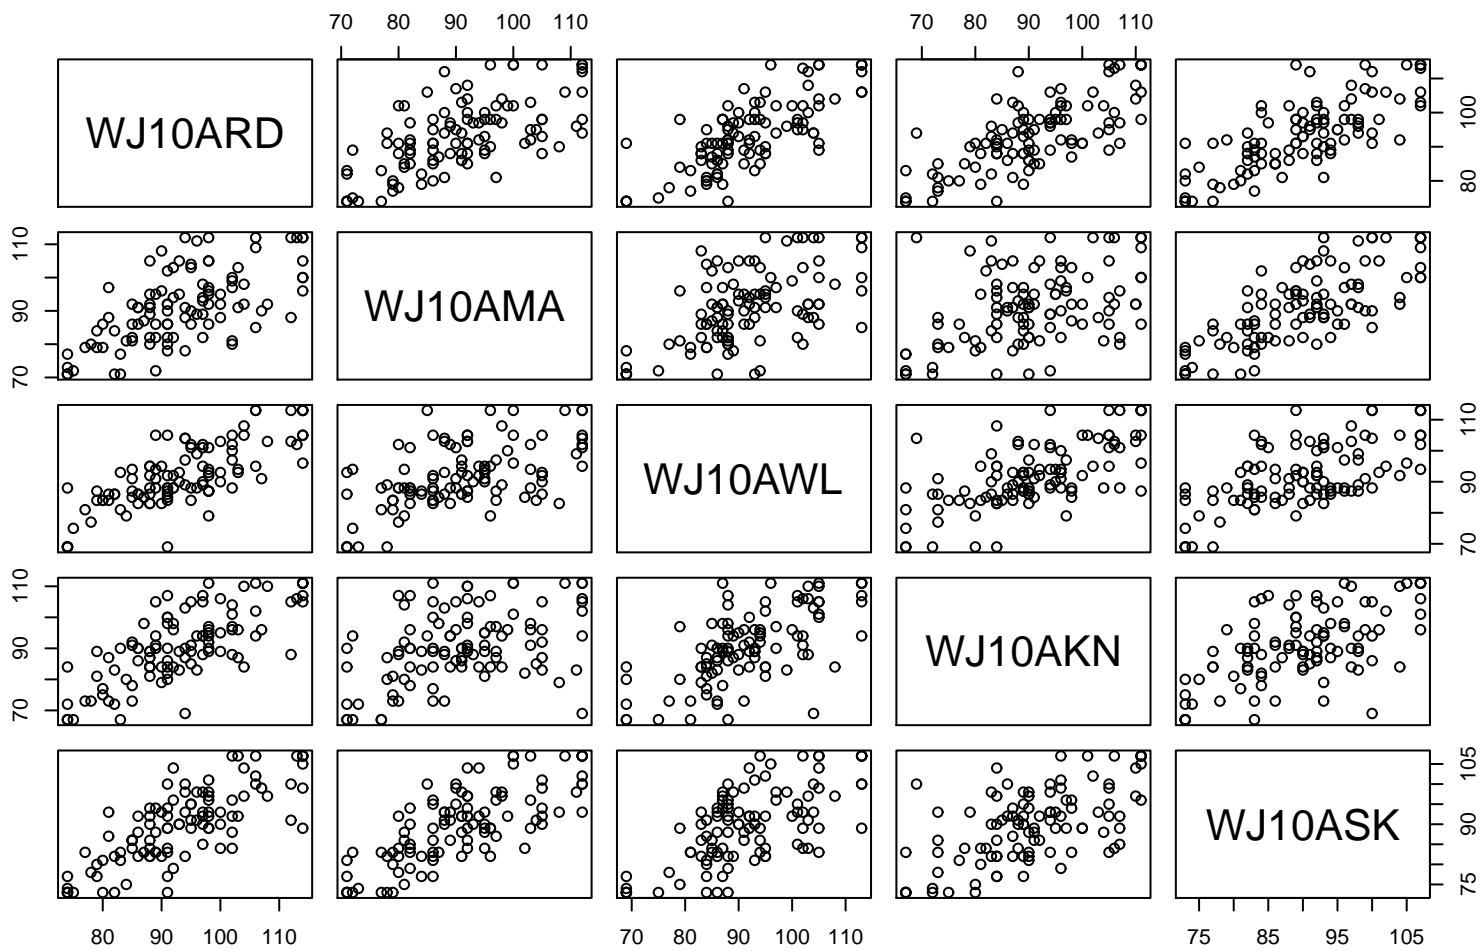 70 80 90 100 110 70 80 90 100 110
WJ10ARD 80 100
70 90 110 WJ10AMA
WJ10AWL 70 90 110
70 90 110 WJ10AKN
WJ10ASK 75 90 105
80 90 100 110 70 80 90 100 110 75 85 95 105